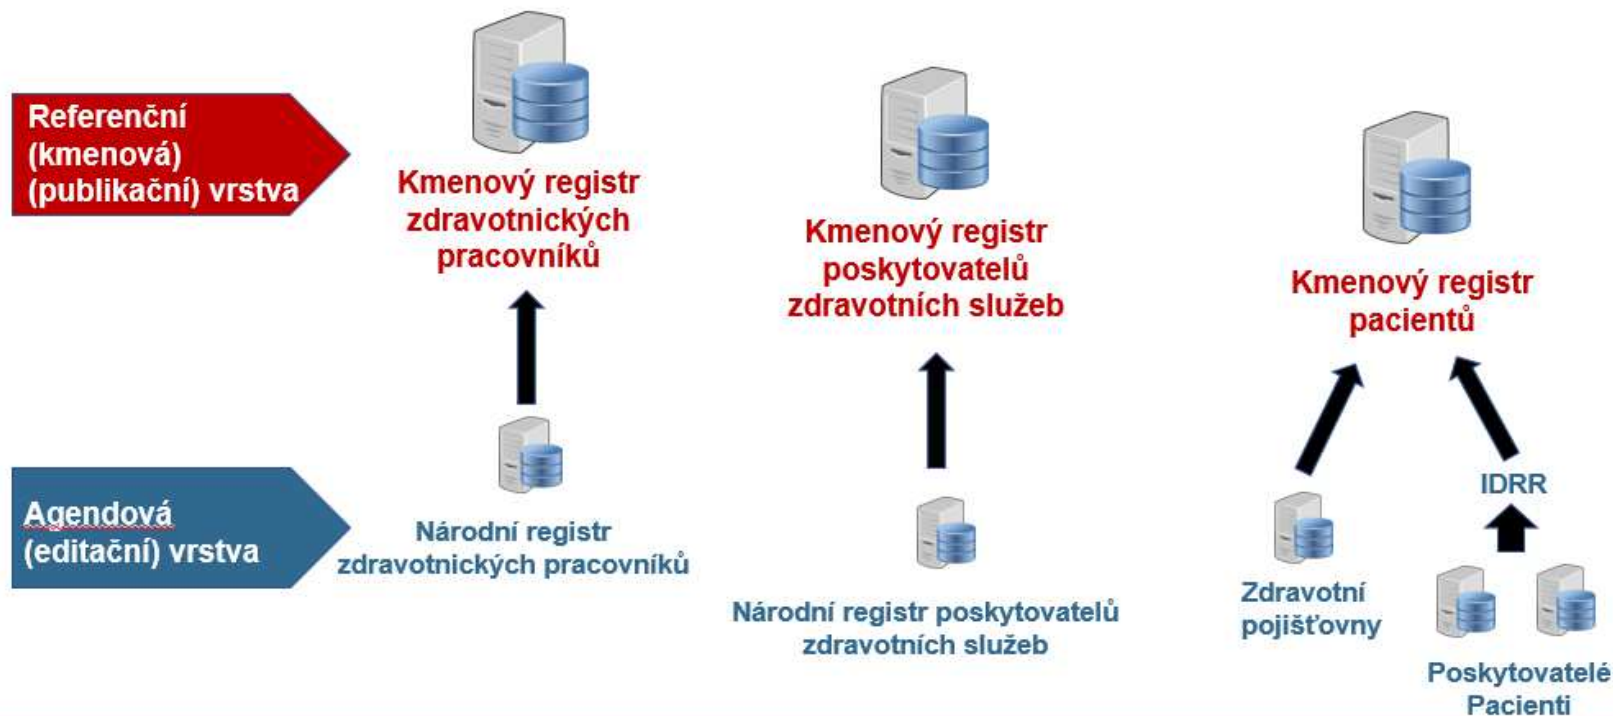 Referenční
(kmenová)
(publikační) vrstva
Kmenový registr
zdravotnických
pracovníků
Kmenový registr
poskytovatelů
zdravotních služeb
Kmenový registr
pacientů
Agendová
(editační) vrstva
Národní registr
zdravotnických pracovníků
Národní registr poskytovatelů
zdravotních služeb
Zdravotní
pojišťovny
IDRR
Poskytovatelé
Pacienti